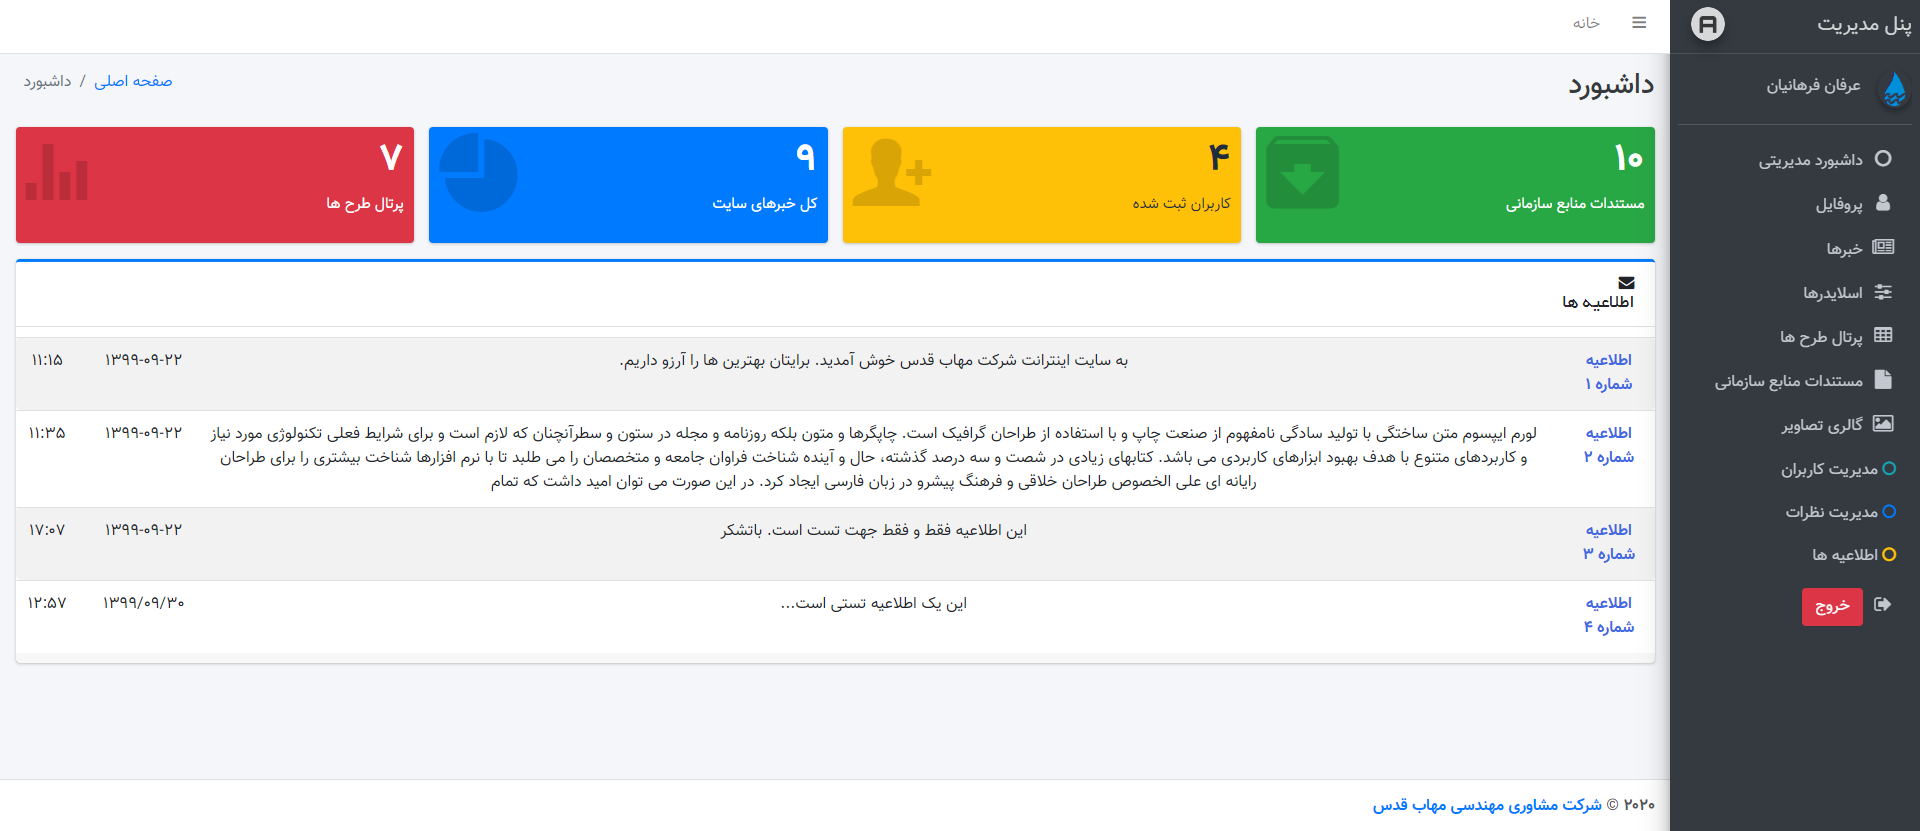 پنل مدیریت
عرفان فرهانیان
داشبورد مدیریتی
پروفایل
خبرها
اسلایدرها
پرتال طرح ها
مستندات منابع سازمانی
گالری تصاویر
مدیریت کاربران
مدیریت نظرات
اطلاعیه ها
خروج
خانه
داشبورد
صفحه اصلی / داشبورد
۱۰
مستندات منابع سازمانی
۴
کاربران ثبت شده
۹
کل خبرهای سایت
۷
پرتال طرح ها
اطلاعیه ها
اطلاعیه
شماره ۱
به سایت اینترانت شرکت مهاب قدس خوش آمدید. برایتان بهترین ها را آرزو داریم.
۱۳۹۹-۰۹-۲۲
۱۱:۱۵
اطلاعیه
شماره ۲
لورم ایپسوم متن ساختگی با تولید سادگی نامفهوم از صنعت چاپ و با استفاده از طراحان گرافیک است. چاپگرها و متون بلکه روزنامه و مجله در ستون و سطرآنچنان که لازم است و برای شرایط فعلی تکنولوژی مورد نیاز
و کاربردهای متنوع با هدف بهبود ابزارهای کاربردی می باشد. کتابهای زیادی در شصت و سه درصد گذشته، حال و آینده شناخت فراوان جامعه و متخصصان را می طلبد تا با نرم افزارها شناخت بیشتری را برای طراحان
رایانه ای علی الخصوص طراحان خلاقی و فرهنگ پیشرو در زبان فارسی ایجاد کرد. در این صورت می توان امید داشت که تمام
۱۳۹۹-۰۹-۲۲
۱۱:۳۵
اطلاعیه
شماره ۳
این اطلاعیه فقط و فقط جهت تست است. باتشکر
۱۳۹۹-۰۹-۲۲
۱۷:۰۷
اطلاعیه
شماره ۴
این یک اطلاعیه تستی است...
۱۳۹۹/۰۹/۳۰
۱۲:۵۷
۲۰۲۰ © شرکت مشاوری مهندسی مهاب قدس